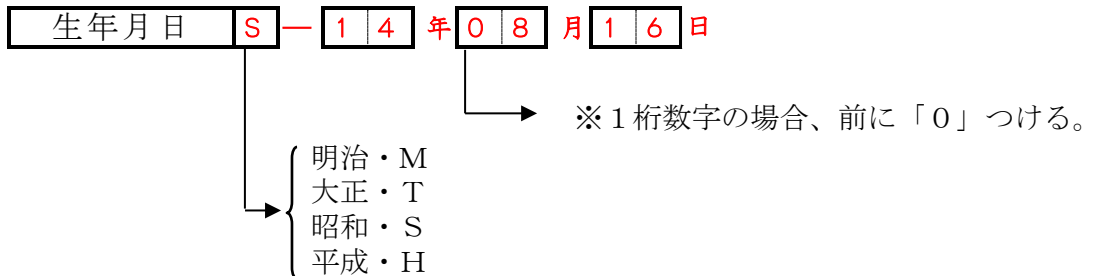 生年月日 S ― 1 4 年 0 8 月 1 6 日
※１桁数字の場合、前に「０」つける。
明治・Ｍ
大正・Ｔ
昭和・Ｓ
平成・Ｈ